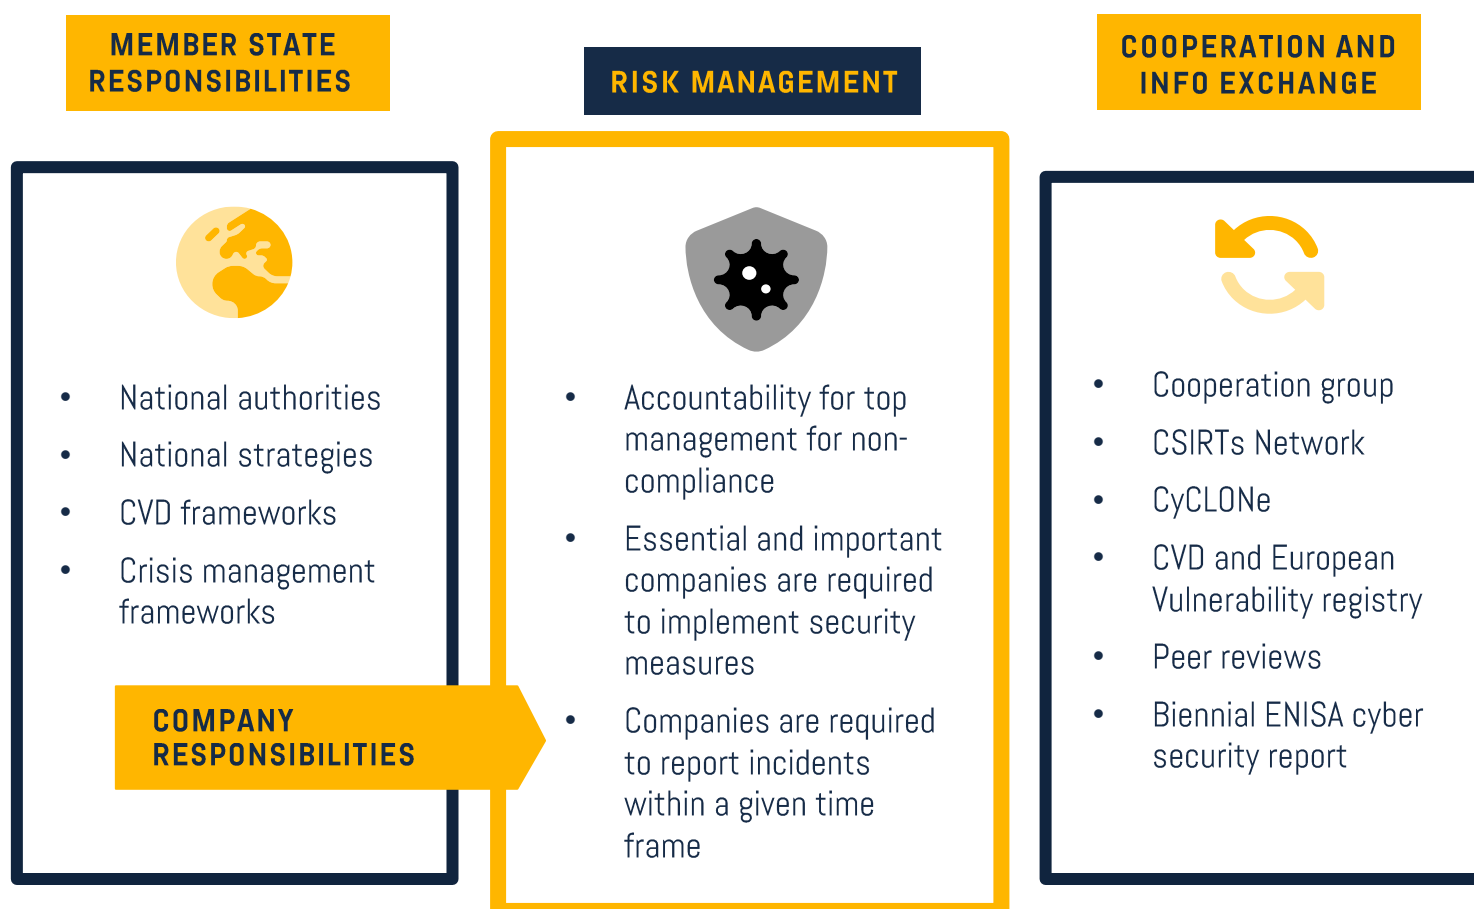 MEMBER STATE
RESPONSIBILITIES
• National authorities
• National strategies
• CVD frameworks
• Crisis management
frameworks
COMPANY
RESPONSIBILITIES
RISK MANAGEMENT
• Accountability for top
management for non-
compliance
• Essential and important
companies are required
to implement security
measures
• Companies are required
to report incidents
within a given time
frame
COOPERATION AND
INFO EXCHANGE
• Cooperation group
• CSIRTs Network
• CyCLONe
• CVD and European
Vulnerability registry
• Peer reviews
• Biennial ENISA cyber
security report